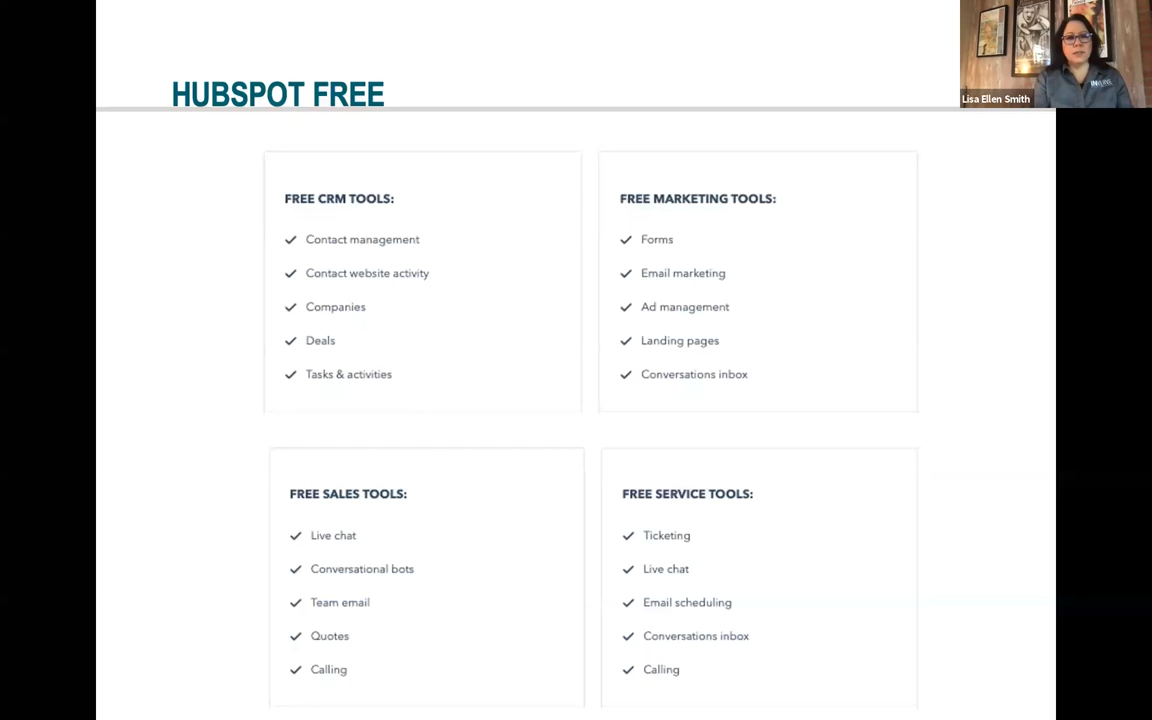 HUBSPOT FREE
Lisa Ellen Smith
FREE CRM TOOLS:
Contact management
Contact website activity
Companies
Deals
Tasks & activities
FREE MARKETING TOOLS:
Forms
Email marketing
Ad management
Landing pages
Conversations inbox
FREE SALES TOOLS:
Live chat
Conversational bots
Team email
Quotes
Calling
FREE SERVICE TOOLS:
Ticketing
Live chat
Email scheduling
Conversations inbox
Calling